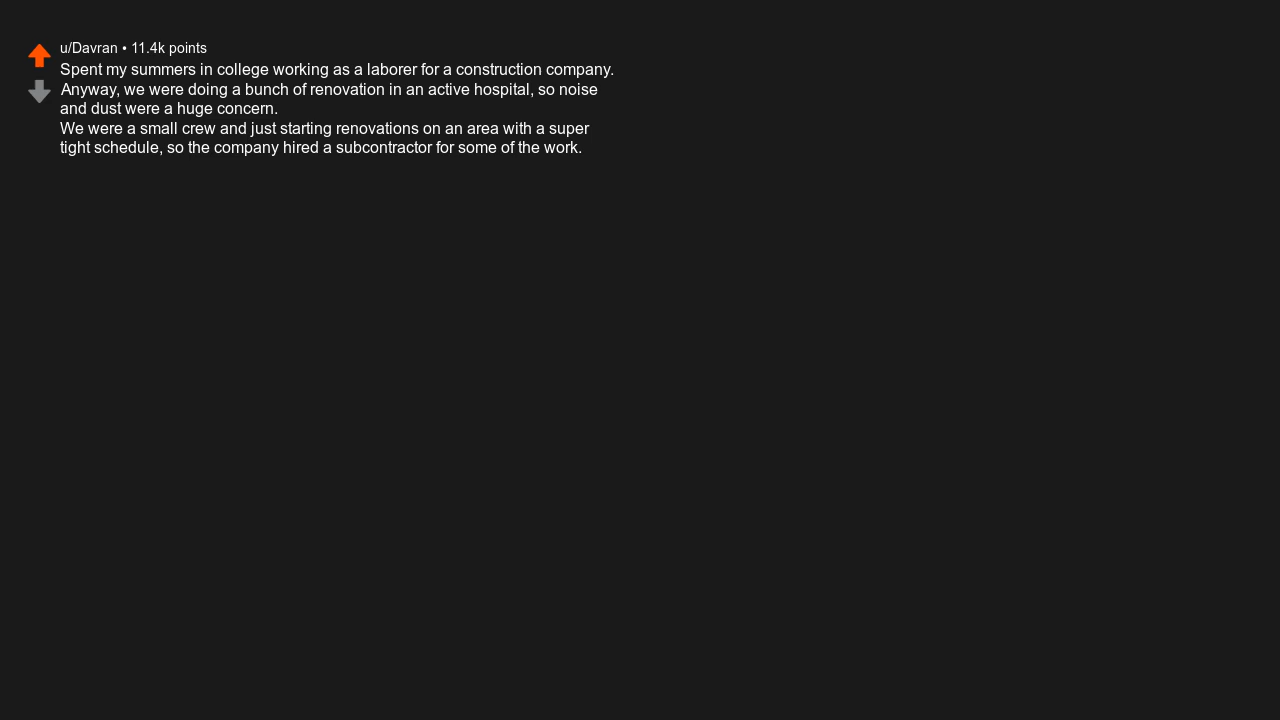 u/Davran • 11.4k points
Spent my summers in college working as a laborer for a construction company.
Anyway, we were doing a bunch of renovation in an active hospital, so noise
and dust were a huge concern.
We were a small crew and just starting renovations on an area with a super
tight schedule, so the company hired a subcontractor for some of the work.